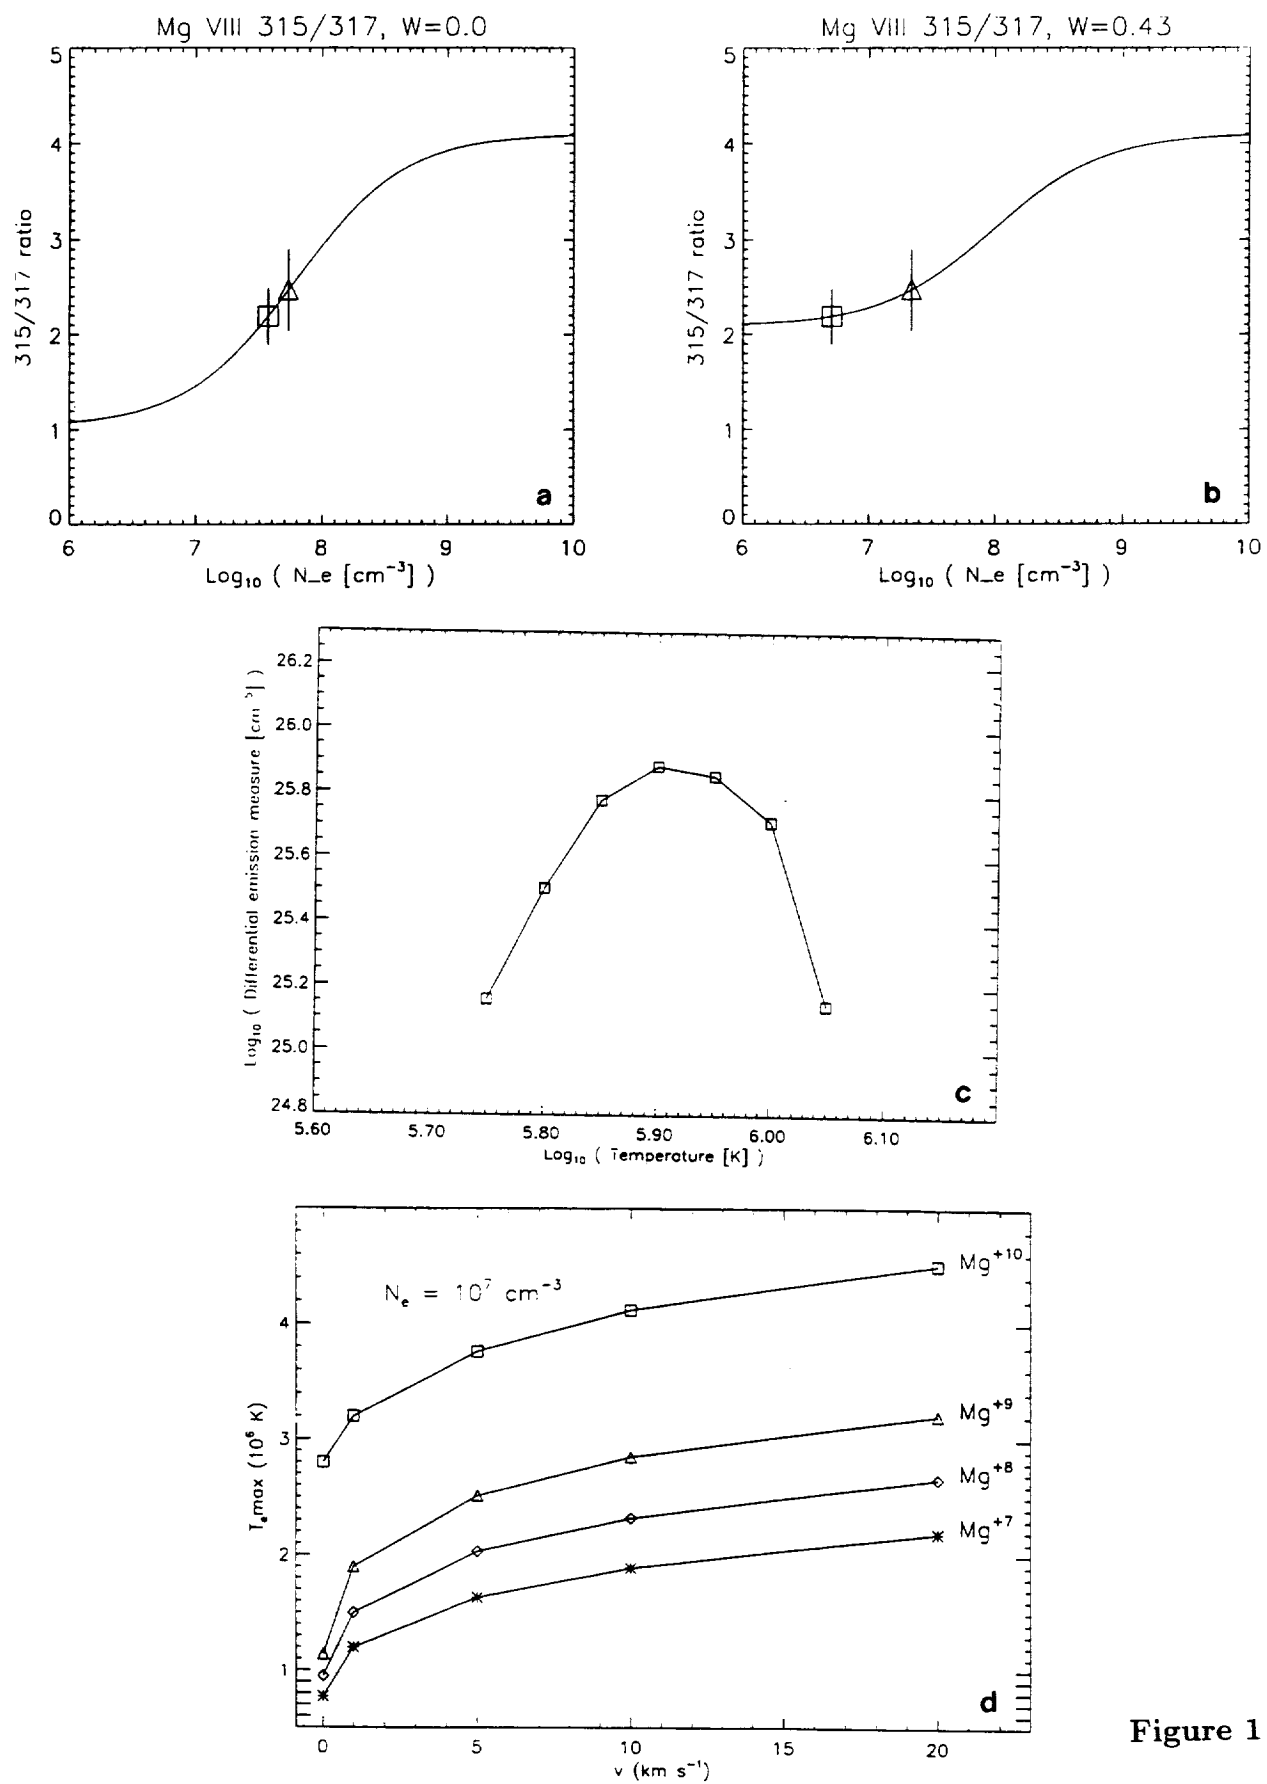 Mg VIII 315/317, W=0.0
5
4
3
2
1
0
315/317 ratio
a
6 7 8 9 10
Log₁₀ ( N_e [cm⁻³] )
Mg VIII 315/317, W=0.43
5
4
3
2
1
0
315/317 ratio
b
6 7 8 9 10
Log₁₀ ( N_e [cm⁻³] )
26.2
26.0
25.8
25.6
25.4
25.2
25.0
24.8
Log₁₀ ( Differential emission measure [cm⁻⁵] )
c
5.60 5.70 5.80 5.90 6.00 6.10
Log₁₀ ( Temperature [K] )
Nₑ = 10⁷ cm⁻³
Mg⁺¹⁰
Mg⁺⁹
Mg⁺⁸
Mg⁺⁷
4
3
2
1
Tₑmax (10⁶ K)
d
0 5 10 15 20
v (km s⁻¹)
Figure 1